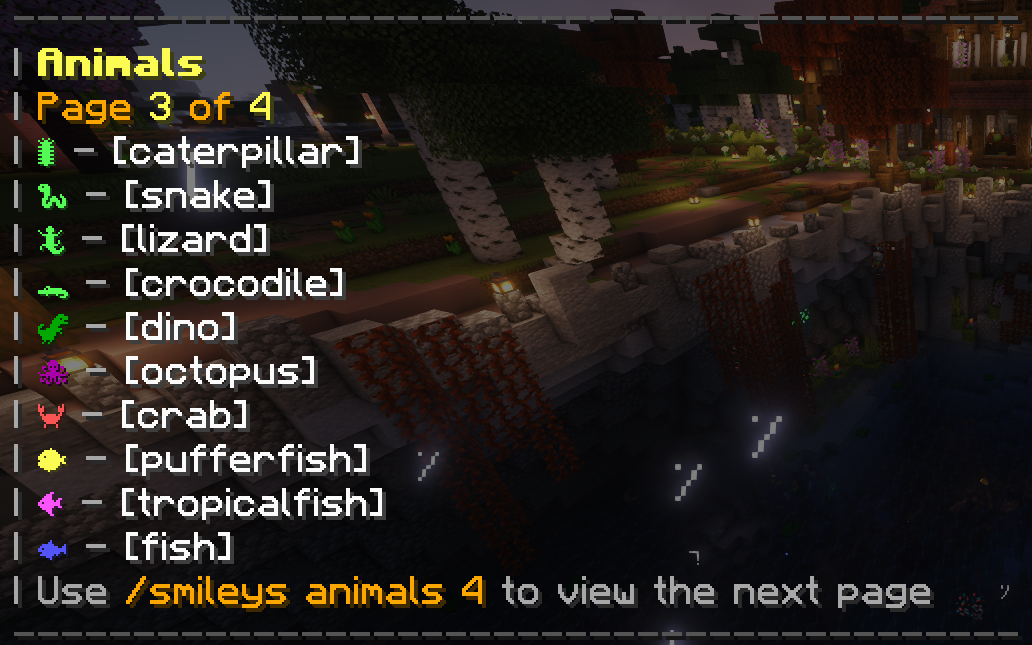 Animals
Page 3 of 4
– [caterpillar]
– [snake]
– [lizard]
– [crocodile]
– [dino]
– [octopus]
– [crab]
– [pufferfish]
– [tropicalfish]
– [fish]
Use /smileys animals 4 to view the next page